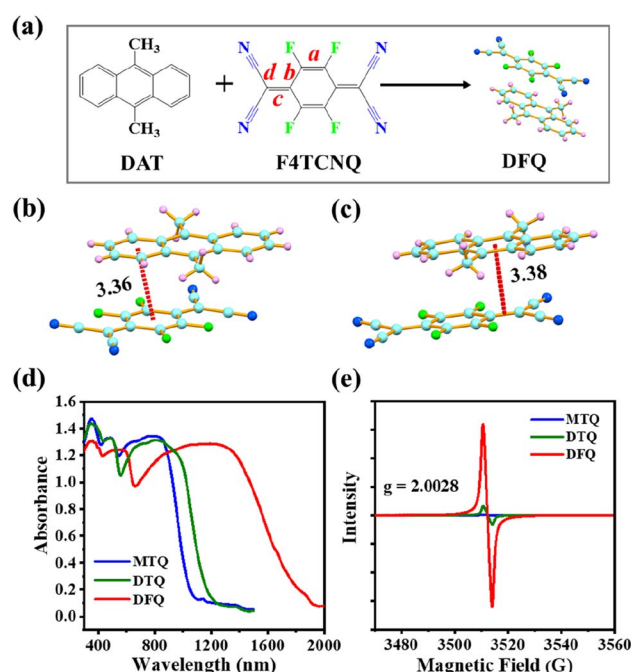 (a)
CH₃
CH₃
DAT
+
N N
F a F
d b
c
F F
N N
F4TCNQ
DFQ
(b)
3.36
(c)
3.38
(d)
1.6
1.4
1.2
1.0
0.8
0.6
0.4
0.2
0.0
Absorbance
MTQ
DTQ
DFQ
400 800 1200 1600 2000
Wavelength (nm)
(e)
Intensity
g = 2.0028
MTQ
DTQ
DFQ
3480 3500 3520 3540 3560
Magnetic Field (G)